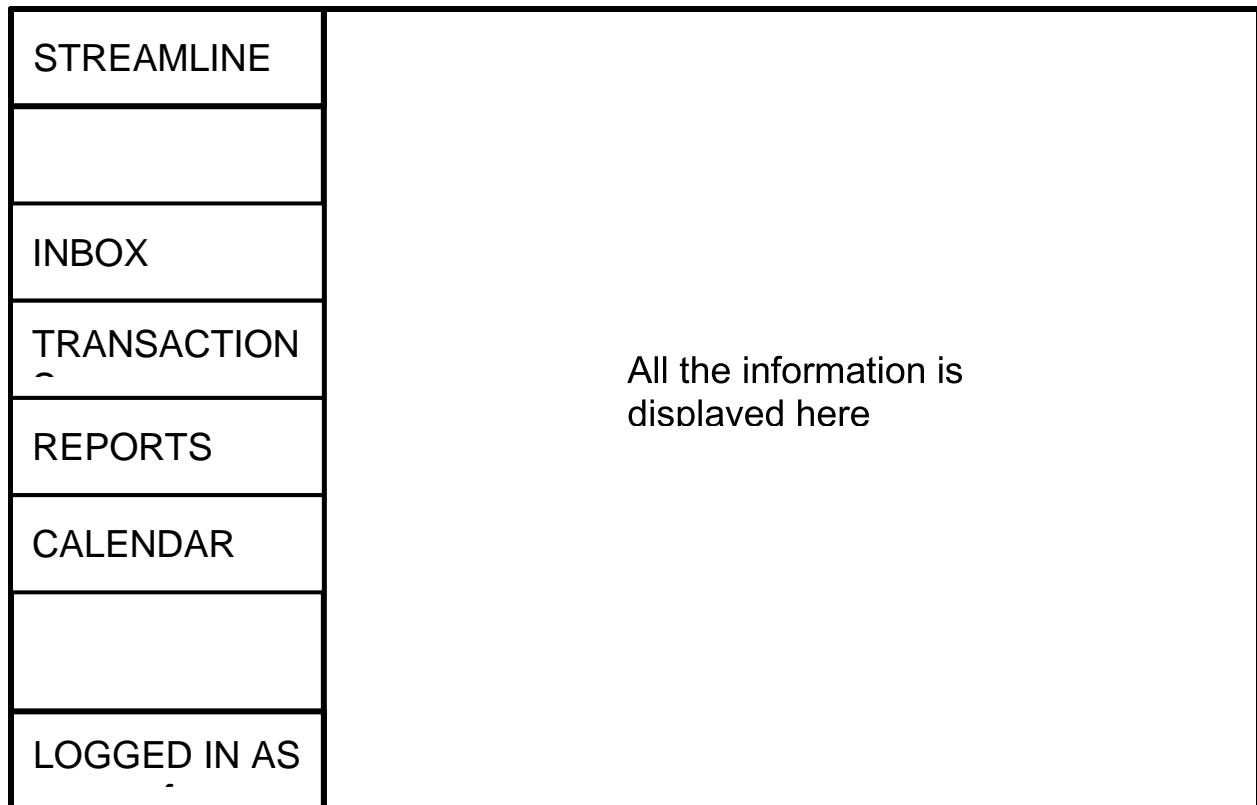 STREAMLINE
INBOX
TRANSACTION
REPORTS
CALENDAR
LOGGED IN AS
All the information is
displayed here